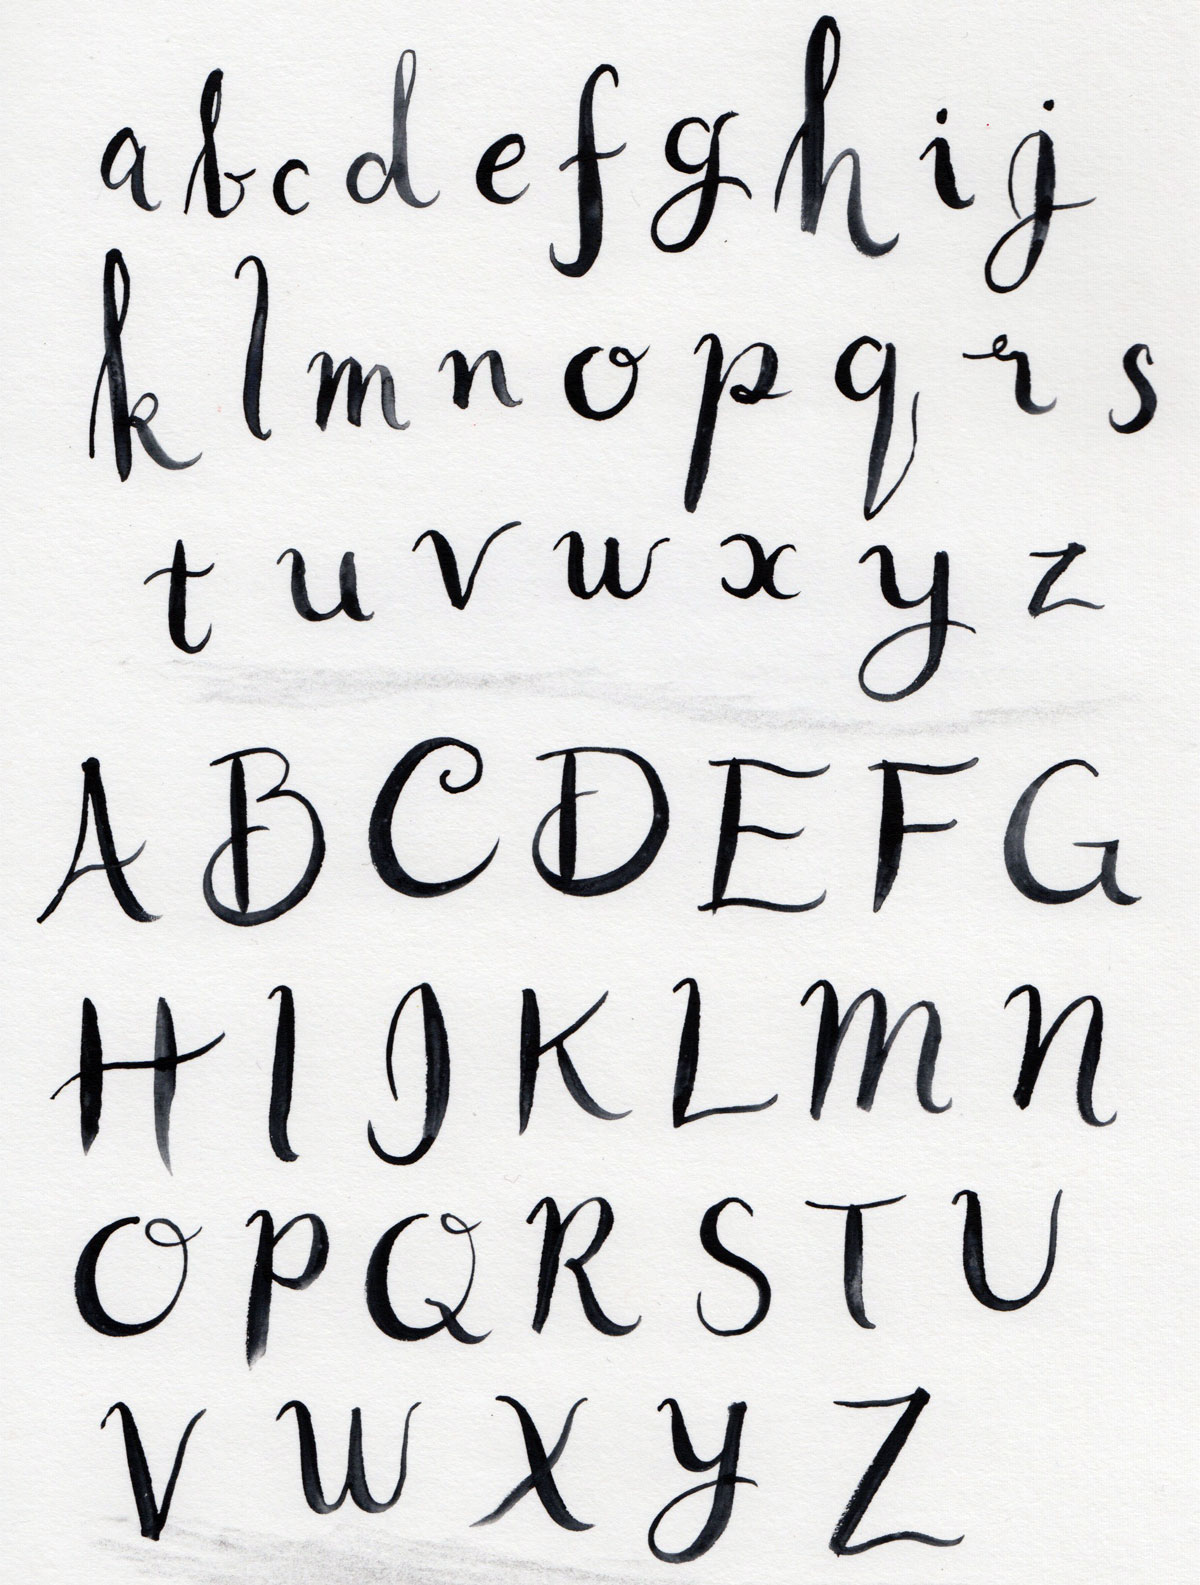 a b c d e f g h i j
k l m n o p q r s
t u v w x y z
A B C D E F G
H I J K L M N
O P Q R S T U
V W X Y Z